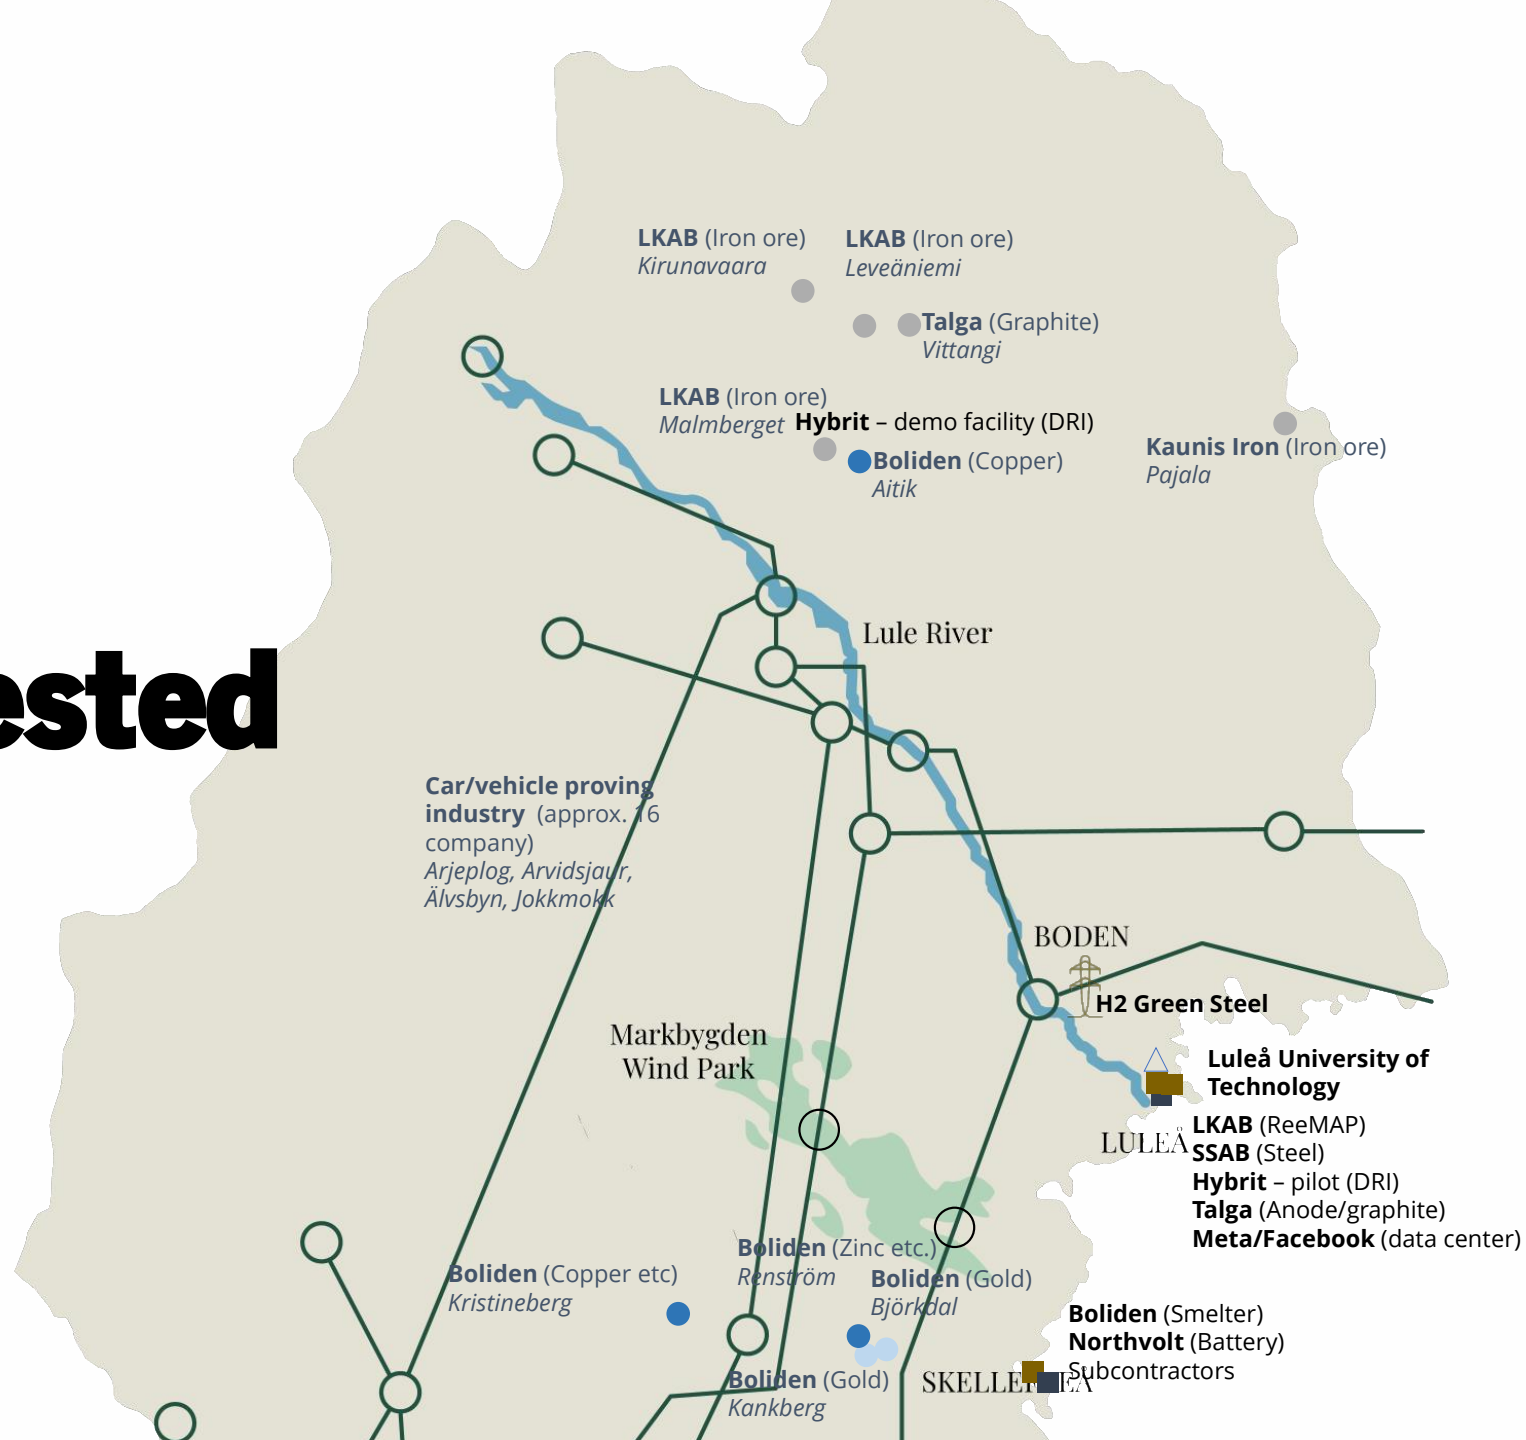 LKAB (Iron ore)
Kirunavaara
LKAB (Iron ore)
Leveäniemi
Talga (Graphite)
Vittangi
LKAB (Iron ore)
Malmberget
Hybrit – demo facility (DRI)
Boliden (Copper)
Aitik
Kaunis Iron (Iron ore)
Pajala
Lule River
ested
Car/vehicle proving
industry (approx. 16
company)
Arjeplog, Arvidsjaur,
Älvsbyn, Jokkmokk
BODEN
H2 Green Steel
Markbygden
Wind Park
Luleå University of
Technology
LULEÅ
LKAB (ReeMAP)
SSAB (Steel)
Hybrit – pilot (DRI)
Talga (Anode/graphite)
Meta/Facebook (data center)
Boliden (Zinc etc.)
Renström
Boliden (Copper etc)
Kristineberg
Boliden (Gold)
Björkdal
Boliden (Smelter)
Northvolt (Battery)
Subcontractors
Boliden (Gold)
Kankberg